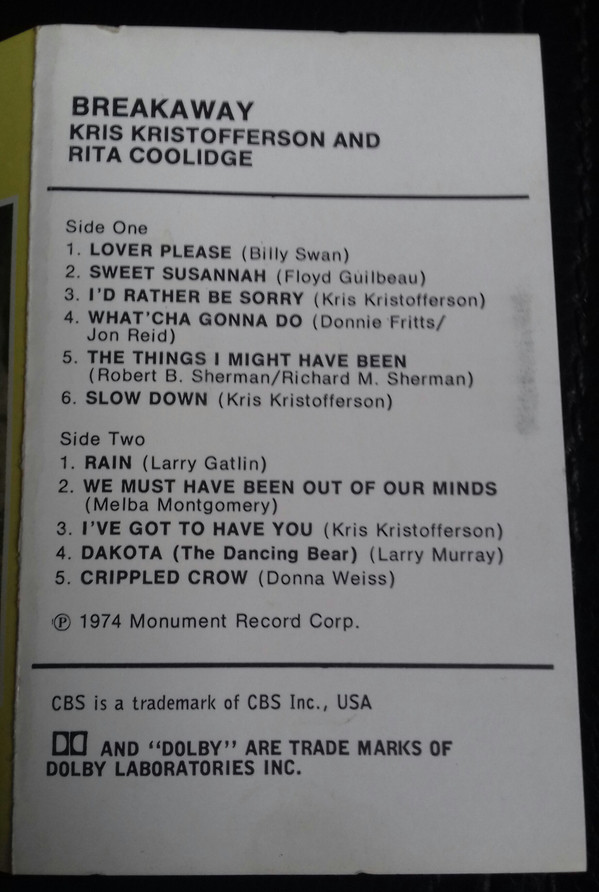 BREAKAWAY
KRIS KRISTOFFERSON AND
RITA COOLIDGE
Side One
1. LOVER PLEASE (Billy Swan)
2. SWEET SUSANNAH (Floyd Guilbeau)
3. I'D RATHER BE SORRY (Kris Kristofferson)
4. WHAT'CHA GONNA DO (Donnie Fritts/
Jon Reid)
5. THE THINGS I MIGHT HAVE BEEN
(Robert B. Sherman/Richard M. Sherman)
6. SLOW DOWN (Kris Kristofferson)
Side Two
1. RAIN (Larry Gatlin)
2. WE MUST HAVE BEEN OUT OF OUR MINDS
(Melba Montgomery)
3. I'VE GOT TO HAVE YOU (Kris Kristofferson)
4. DAKOTA (The Dancing Bear) (Larry Murray)
5. CRIPPLED CROW (Donna Weiss)
℗ 1974 Monument Record Corp.
CBS is a trademark of CBS Inc., USA
AND “DOLBY” ARE TRADE MARKS OF
DOLBY LABORATORIES INC.